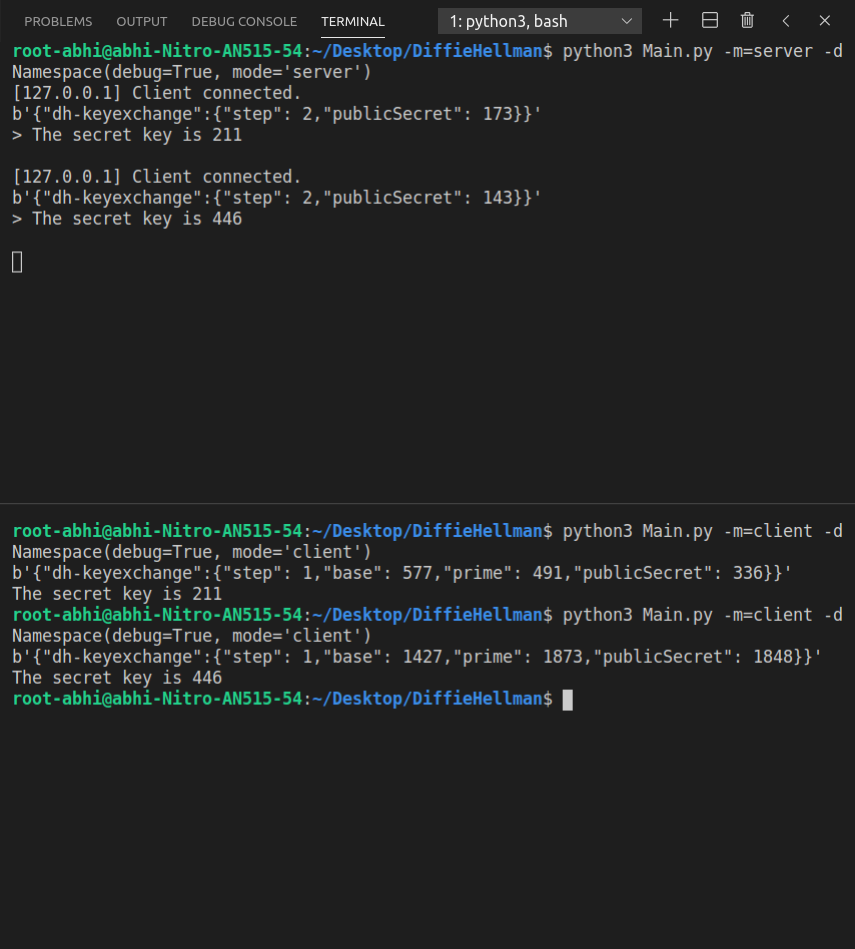 PROBLEMS OUTPUT DEBUG CONSOLE TERMINAL 1: python3, bash
root-abhi@abhi-Nitro-AN515-54:~/Desktop/DiffieHellman$ python3 Main.py -m=server -d
Namespace(debug=True, mode='server')
[127.0.0.1] Client connected.
b'{"dh-keyexchange":{"step": 2,"publicSecret": 173}}'
> The secret key is 211
[127.0.0.1] Client connected.
b'{"dh-keyexchange":{"step": 2,"publicSecret": 143}}'
> The secret key is 446
root-abhi@abhi-Nitro-AN515-54:~/Desktop/DiffieHellman$ python3 Main.py -m=client -d
Namespace(debug=True, mode='client')
b'{"dh-keyexchange":{"step": 1,"base": 577,"prime": 491,"publicSecret": 336}}'
The secret key is 211
root-abhi@abhi-Nitro-AN515-54:~/Desktop/DiffieHellman$ python3 Main.py -m=client -d
Namespace(debug=True, mode='client')
b'{"dh-keyexchange":{"step": 1,"base": 1427,"prime": 1873,"publicSecret": 1848}}'
The secret key is 446
root-abhi@abhi-Nitro-AN515-54:~/Desktop/DiffieHellman$